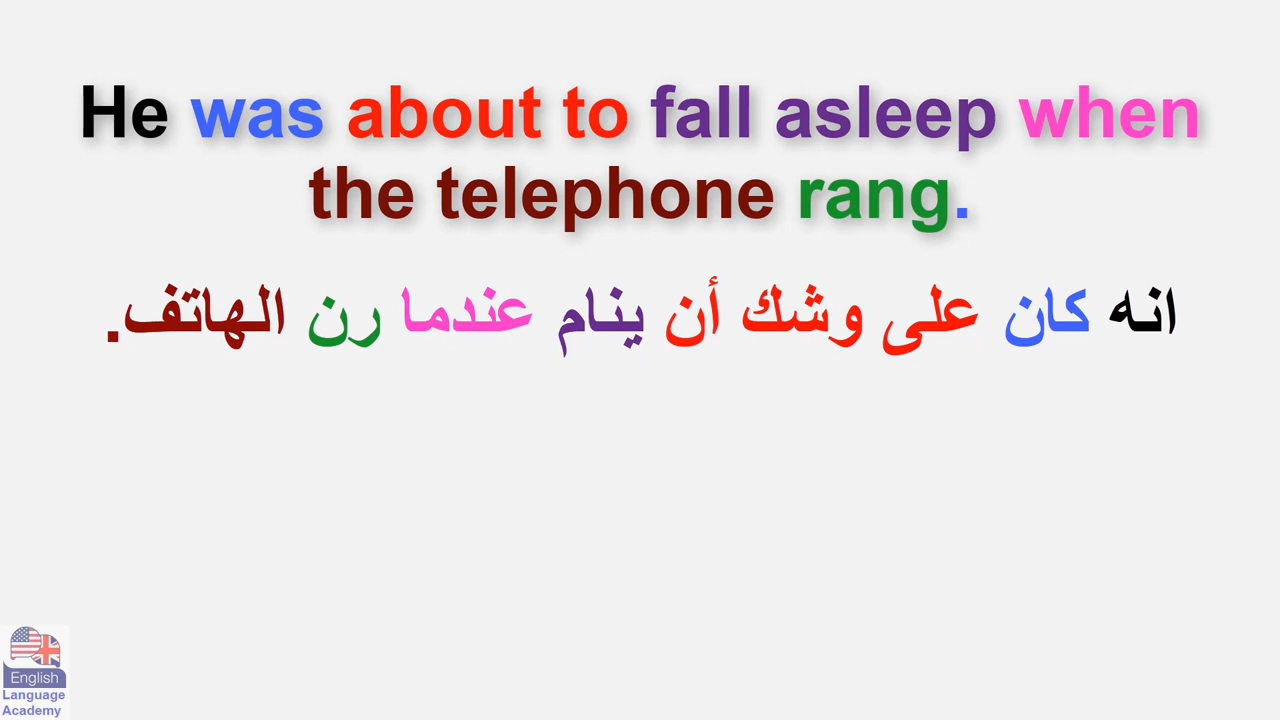 He was about to fall asleep when
the telephone rang.
انه كان على وشك أن ينام عندما رن الهاتف.
English
Language
Academy